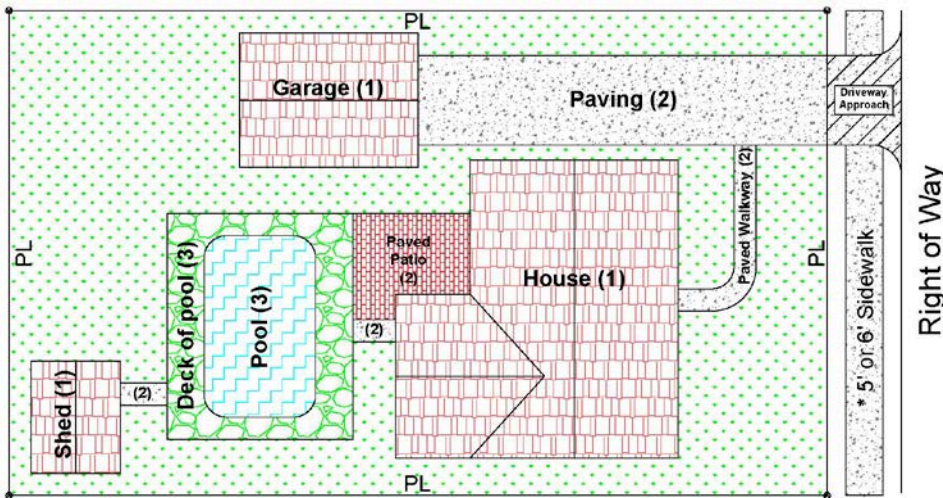 PL
Garage (1)
Paving (2)
Driveway
Approach
PL
Deck of pool (3)
Pool (3)
Paved
Patio
(2)
(2)
House (1)
Paved Walkway (2)
PL
* 5' or 6' Sidewalk
Right of Way
Shed (1)
(2)
PL